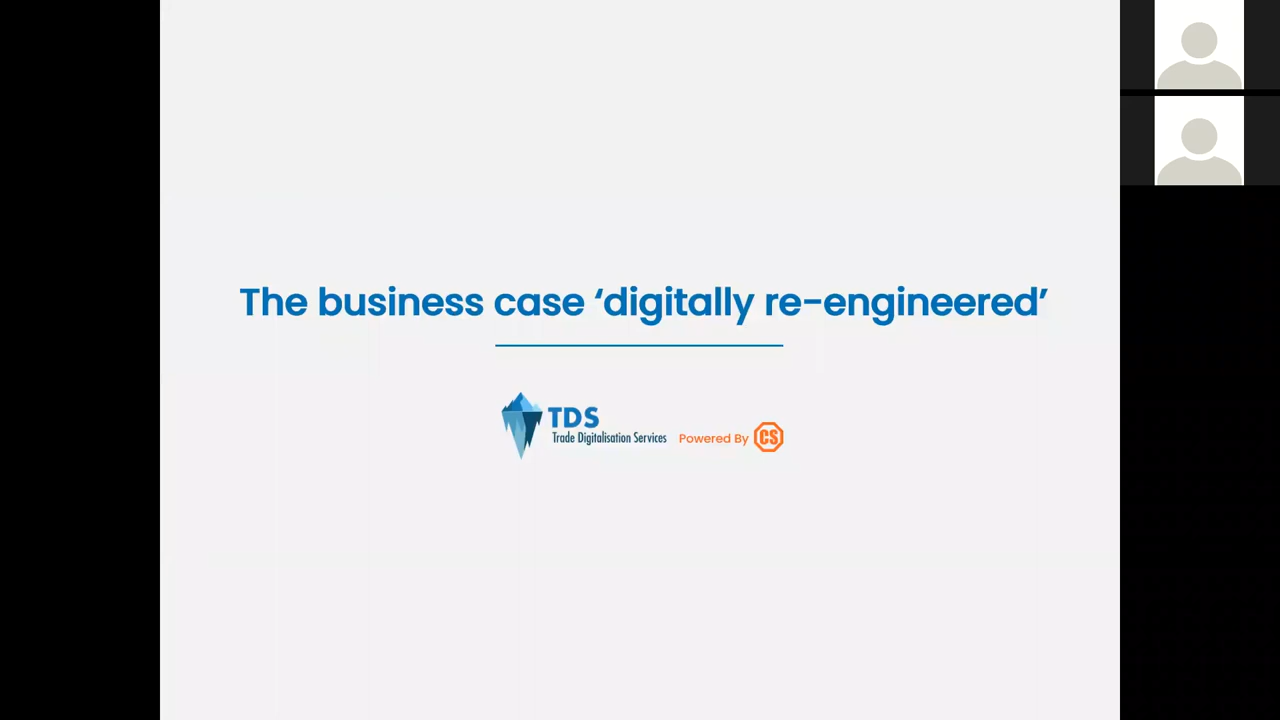 The business case ‘digitally re-engineered’
TDS
Trade Digitalisation Services
Powered By CS